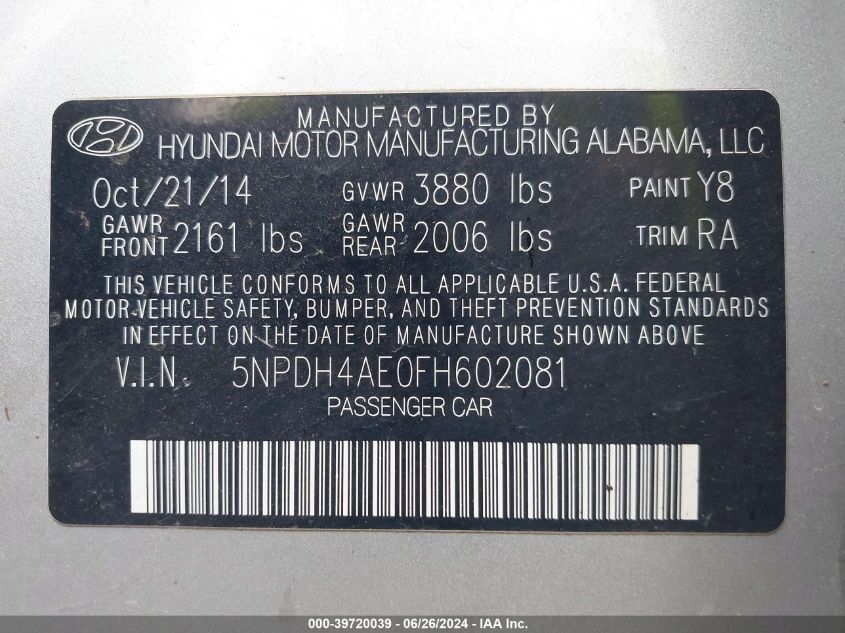 MANUFACTURED BY
HYUNDAI MOTOR MANUFACTURING ALABAMA, LLC
Oct/21/14 GVWR 3880 lbs PAINT Y8
GAWR FRONT 2161 lbs GAWR REAR 2006 lbs TRIM RA
THIS VEHICLE CONFORMS TO ALL APPLICABLE U.S.A. FEDERAL
MOTOR-VEHICLE SAFETY, BUMPER, AND THEFT PREVENTION STANDARDS
IN EFFECT ON THE DATE OF MANUFACTURE SHOWN ABOVE
V.I.N. 5NPDH4AE0FH602081
PASSENGER CAR
000-39720039 - 06/26/2024 - IAA Inc.